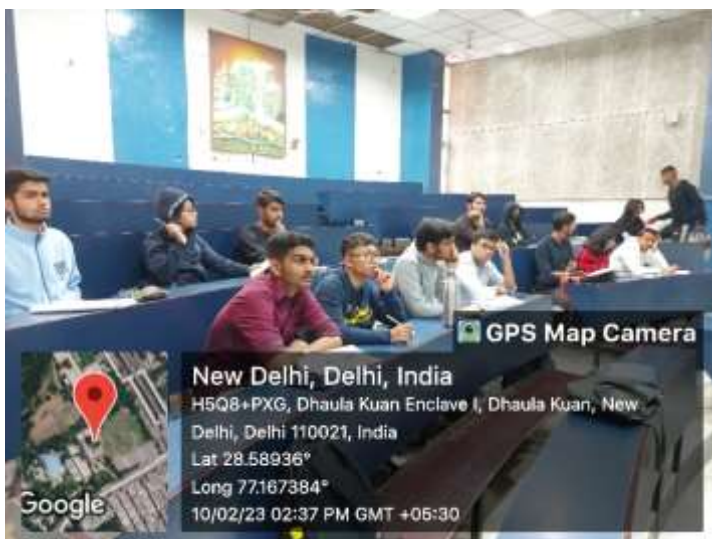 GPS Map Camera
New Delhi, Delhi, India
H5Q8+PXG, Dhaula Kuan Enclave I, Dhaula Kuan, New
Delhi, Delhi 110021, India
Lat 28.58936°
Long 77.167384°
10/02/23 02:37 PM GMT +05:30
Google